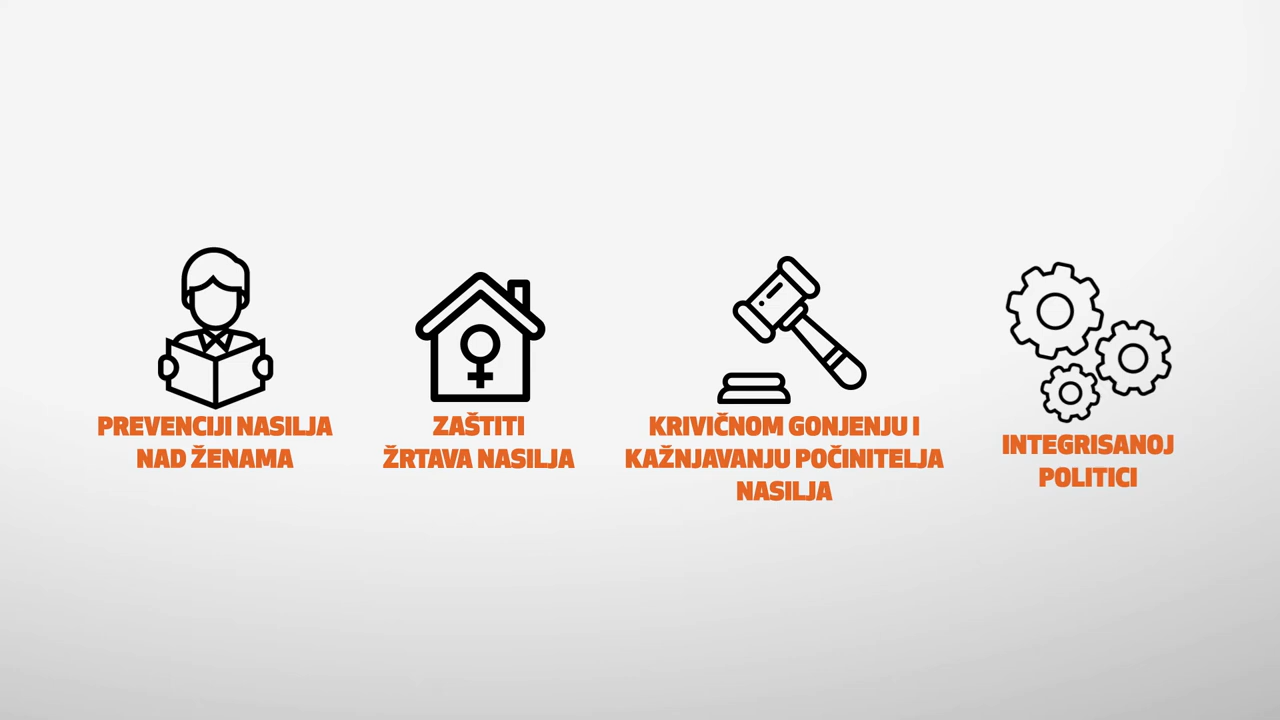 PREVENCIJI NASILJA
NAD ŽENAMA
ZAŠTITI
ŽRTAVA NASILJA
KRIVIČNOM GONJENJU I
KAŽNJAVANJU POČINITELJA
NASILJA
INTEGRISANOJ
POLITICI